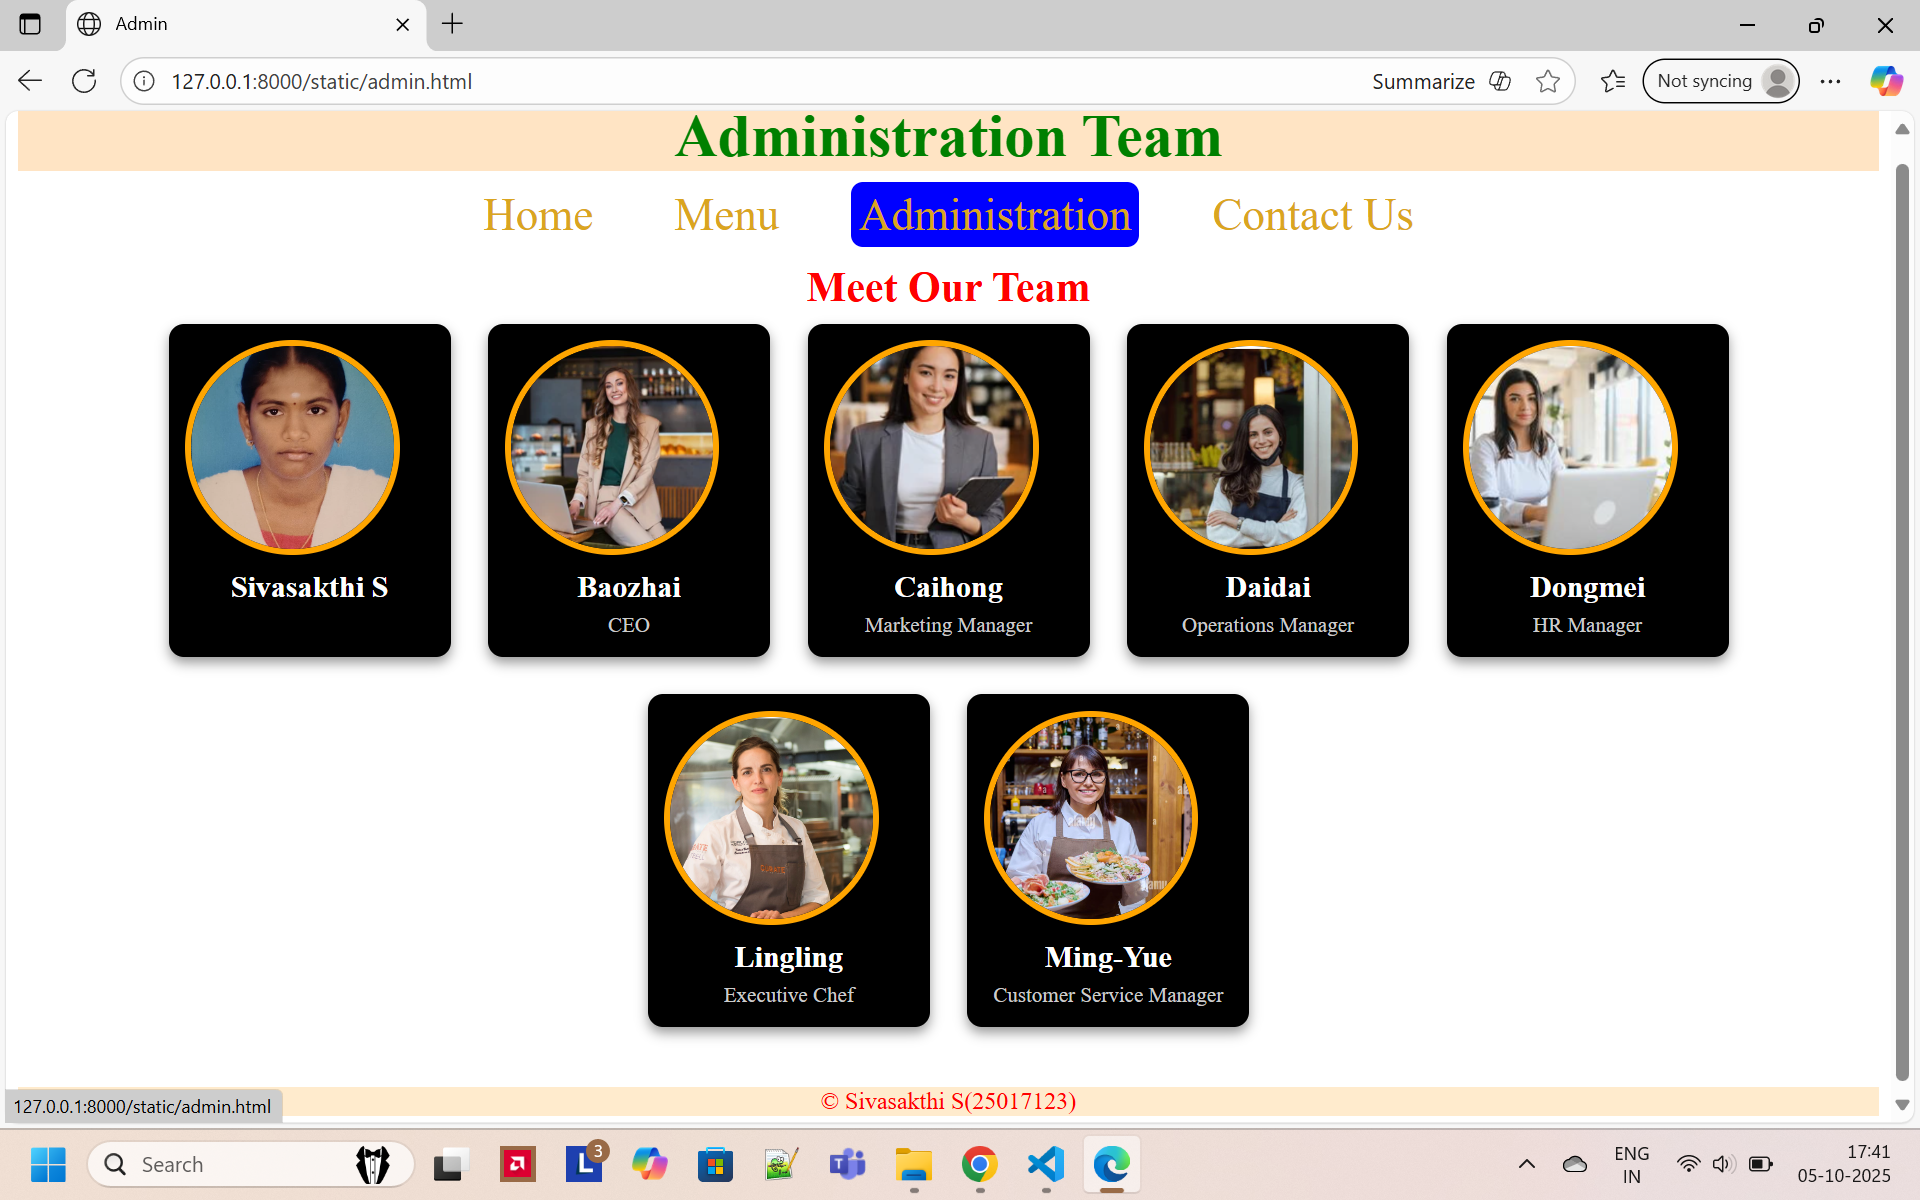 Admin
127.0.0.1:8000/static/admin.html
Summarize
Not syncing
Administration Team
Home Menu Administration Contact Us
Meet Our Team
Sivasakthi S
Baozhai
CEO
Caihong
Marketing Manager
Daidai
Operations Manager
Dongmei
HR Manager
Lingling
Executive Chef
Ming-Yue
Customer Service Manager
© Sivasakthi S(25017123)
127.0.0.1:8000/static/admin.html
Search
L
3
ENG
IN
17:41
05-10-2025